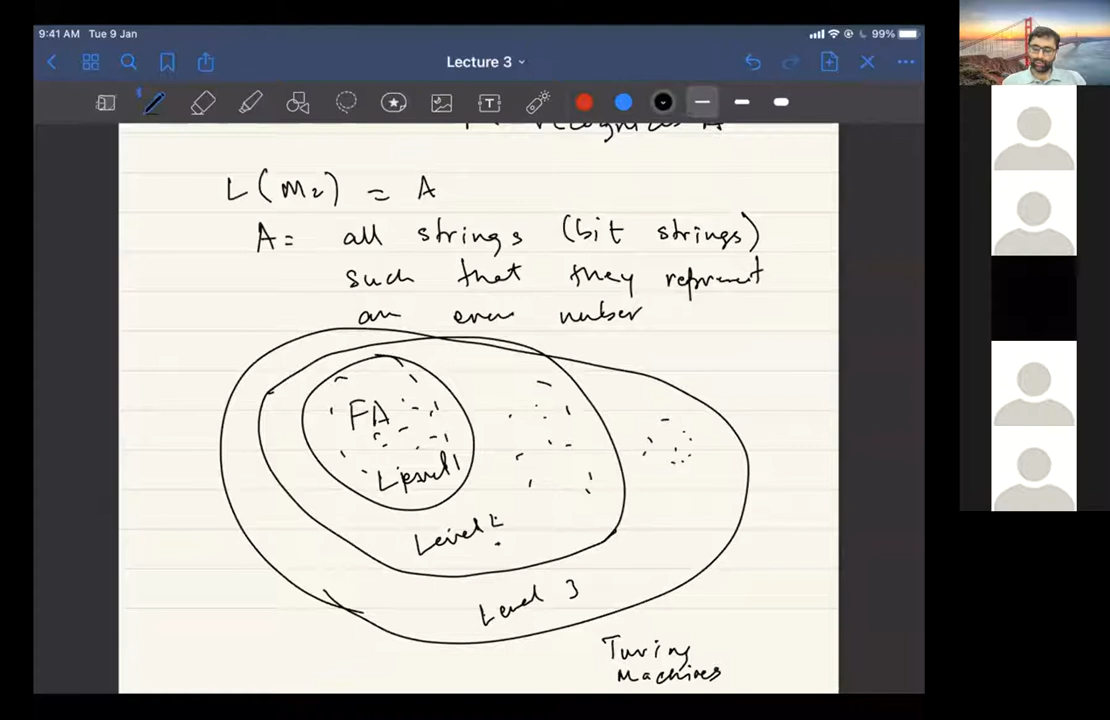 9:41 AM Tue 9 Jan
99%
Lecture 3
recognizes A
L(M2) = A
A = all strings (bit strings)
such that they represent
an even number
FA
Level 1
Level 2
Level 3
Turing
Machines